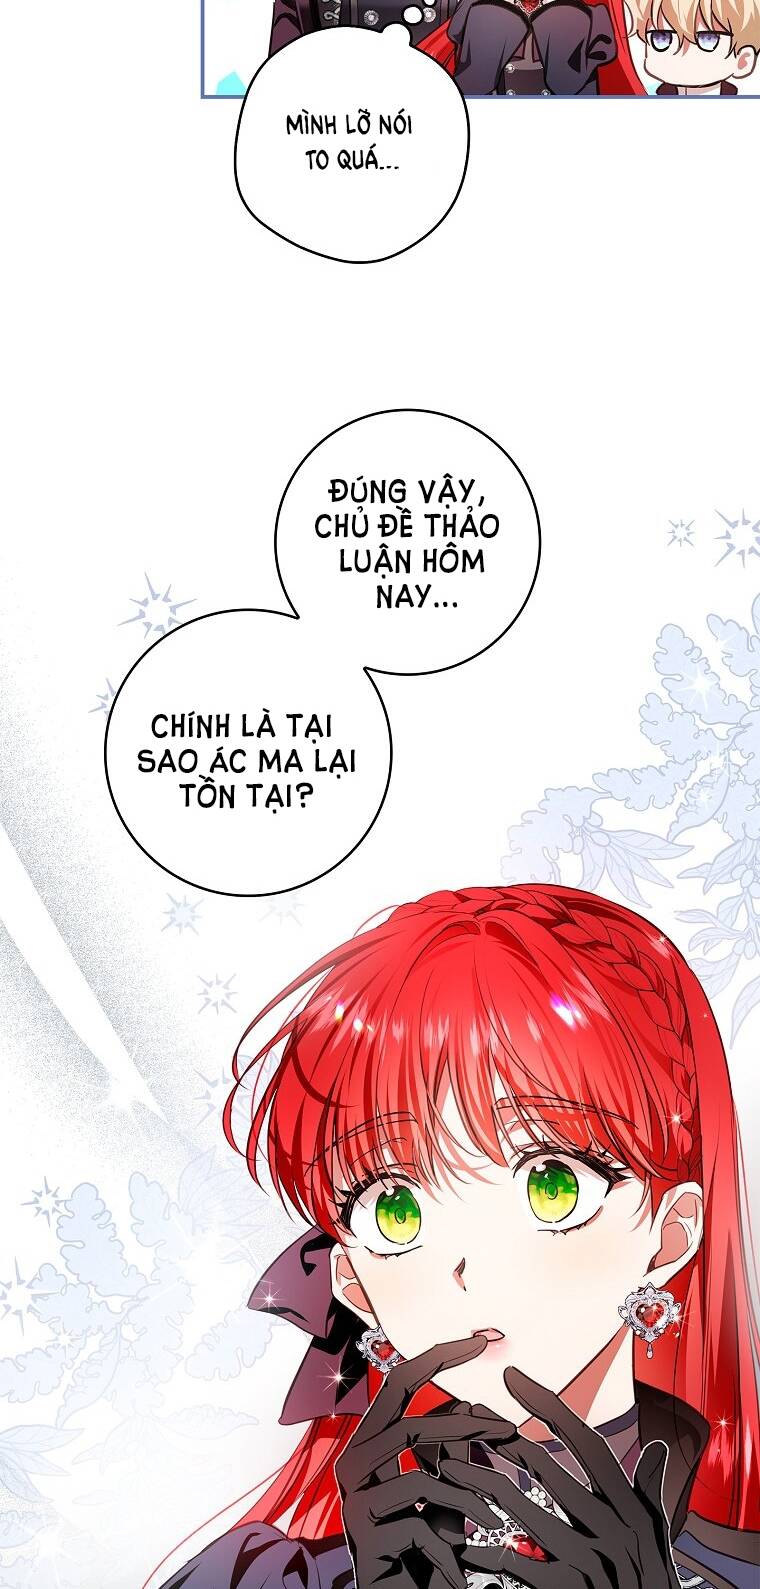 MÌNH LỠ NÓI
TO QUÁ...
ĐÚNG VẬY,
CHỦ ĐỀ THẢO
LUẬN HÔM
NAY...
CHÍNH LÀ TẠI
SAO ÁC MA LẠI
TỒN TẠI?